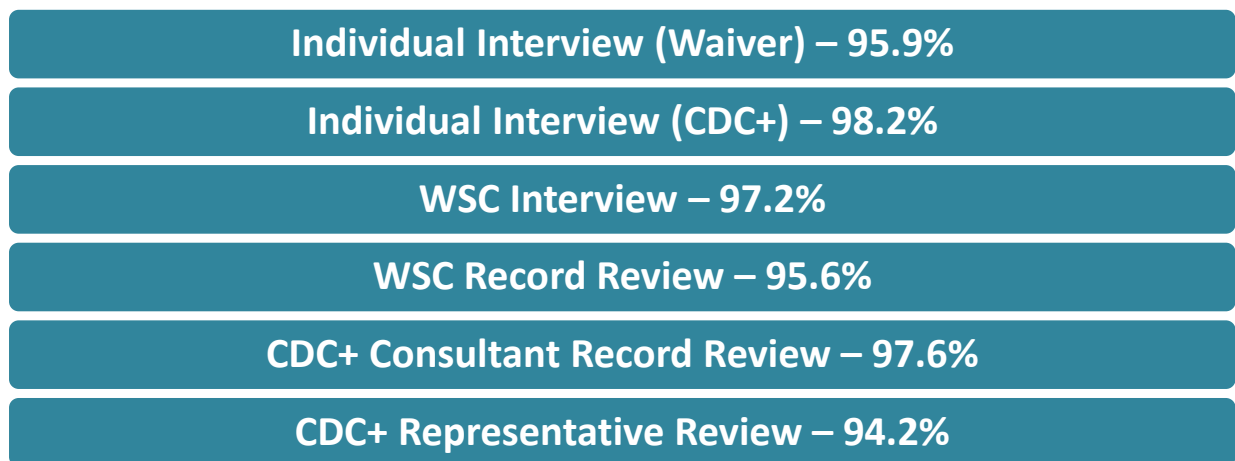 Individual Interview (Waiver) – 95.9%
Individual Interview (CDC+) – 98.2%
WSC Interview – 97.2%
WSC Record Review – 95.6%
CDC+ Consultant Record Review – 97.6%
CDC+ Representative Review – 94.2%